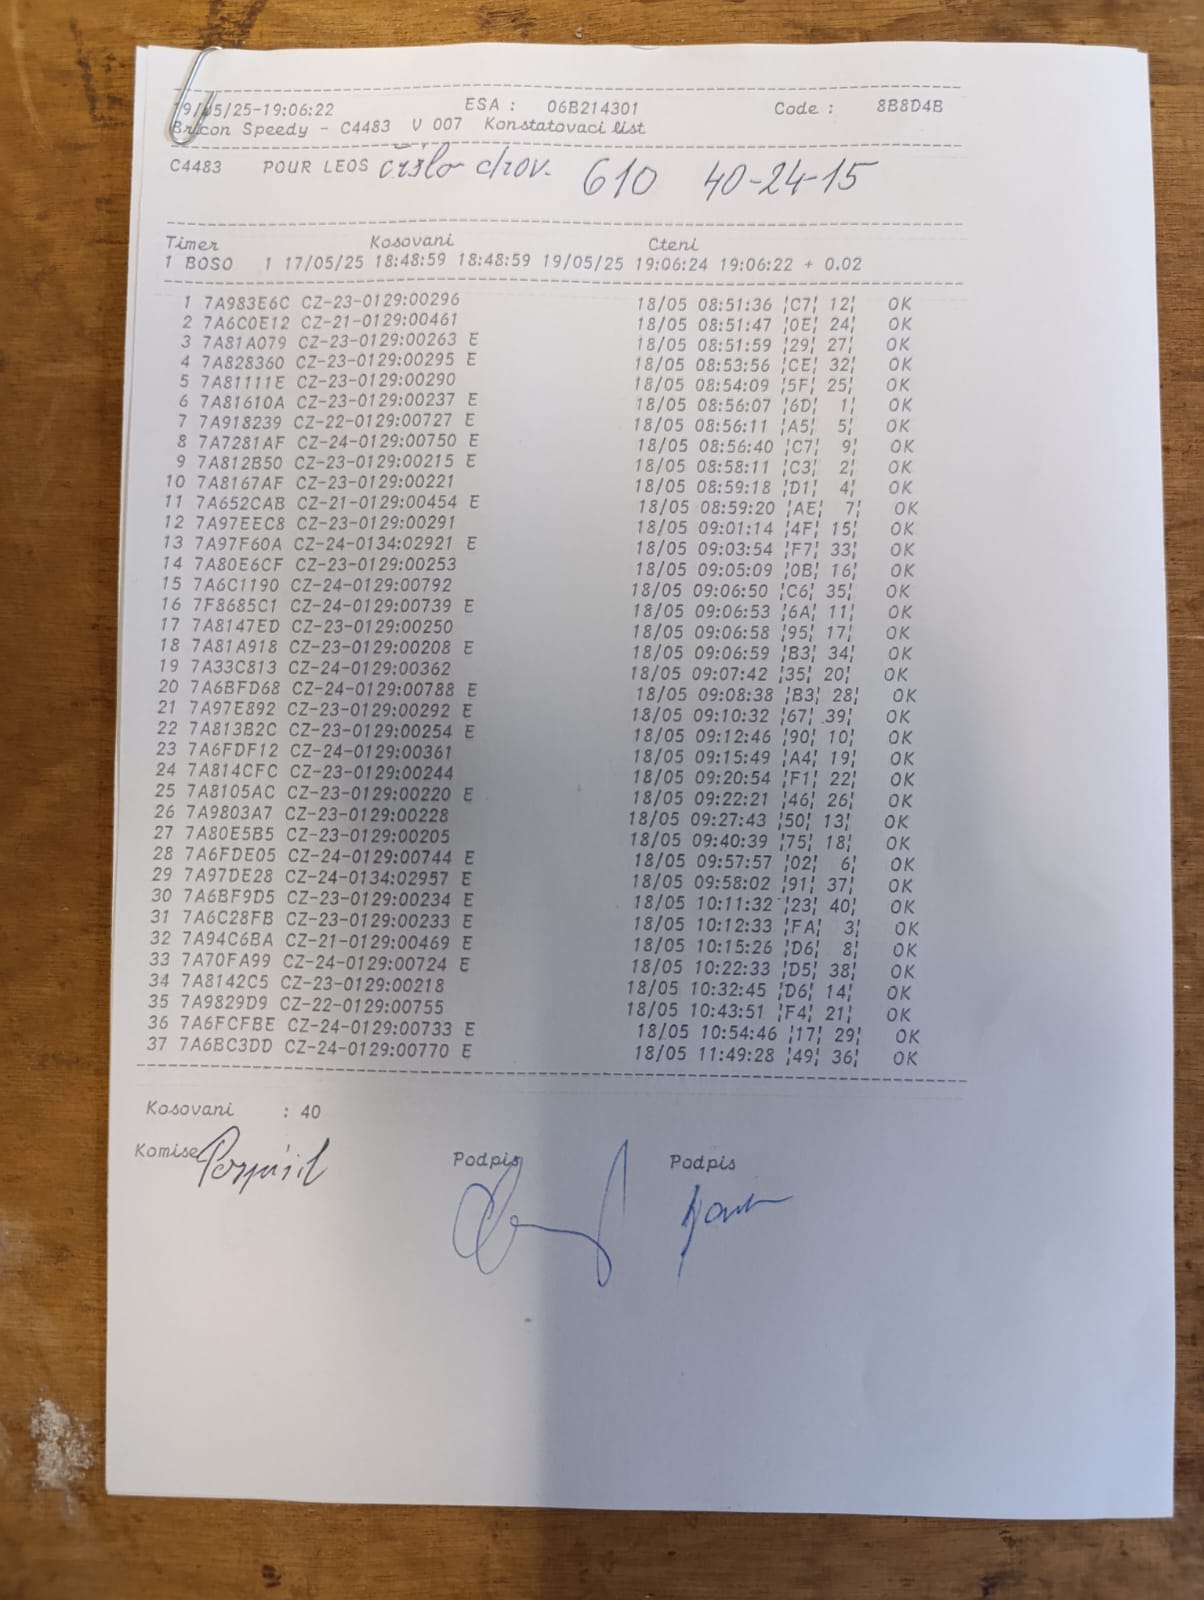 19/05/25-19:06:22 ESA : 06B214301 Code : 8B8D4B
Bricon Speedy - C4483 V 007 Konstatovaci list
C4483 POUR LEOS číslo chov. 610 40-24-15
Timer Kosovani Cteni
1 BOSO 1 17/05/25 18:48:59 18:48:59 19/05/25 19:06:24 19:06:22 + 0.02
1 7A983E6C CZ-23-0129:00296 18/05 08:51:36 ¦C7¦ 12¦ OK
2 7A6C0E12 CZ-21-0129:00461 18/05 08:51:47 ¦0E¦ 24¦ OK
3 7A81A079 CZ-23-0129:00263 E 18/05 08:51:59 ¦29¦ 27¦ OK
4 7A828360 CZ-23-0129:00295 E 18/05 08:53:56 ¦CE¦ 32¦ OK
5 7A81111E CZ-23-0129:00290 18/05 08:54:09 ¦5F¦ 25¦ OK
6 7A81610A CZ-23-0129:00237 E 18/05 08:56:07 ¦6D¦ 1¦ OK
7 7A918239 CZ-22-0129:00727 E 18/05 08:56:11 ¦A5¦ 5¦ OK
8 7A7281AF CZ-24-0129:00750 E 18/05 08:56:40 ¦C7¦ 9¦ OK
9 7A812B50 CZ-23-0129:00215 E 18/05 08:58:11 ¦C3¦ 2¦ OK
10 7A8167AF CZ-23-0129:00221 18/05 08:59:18 ¦D1¦ 4¦ OK
11 7A652CAB CZ-21-0129:00454 E 18/05 08:59:20 ¦AE¦ 7¦ OK
12 7A97EEC8 CZ-23-0129:00291 18/05 09:01:14 ¦4F¦ 15¦ OK
13 7A97F60A CZ-24-0134:02921 E 18/05 09:03:54 ¦F7¦ 33¦ OK
14 7A80E6CF CZ-23-0129:00253 18/05 09:05:09 ¦0B¦ 16¦ OK
15 7A6C1190 CZ-24-0129:00792 18/05 09:06:50 ¦C6¦ 35¦ OK
16 7F8685C1 CZ-24-0129:00739 E 18/05 09:06:53 ¦6A¦ 11¦ OK
17 7A8147ED CZ-23-0129:00250 18/05 09:06:58 ¦95¦ 17¦ OK
18 7A81A918 CZ-23-0129:00208 E 18/05 09:06:59 ¦B3¦ 34¦ OK
19 7A33C813 CZ-24-0129:00362 18/05 09:07:42 ¦35¦ 20¦ OK
20 7A6BFD68 CZ-24-0129:00788 E 18/05 09:08:38 ¦B3¦ 28¦ OK
21 7A97E892 CZ-23-0129:00292 E 18/05 09:10:32 ¦67¦ 39¦ OK
22 7A813B2C CZ-23-0129:00254 E 18/05 09:12:46 ¦90¦ 10¦ OK
23 7A6FDF12 CZ-24-0129:00361 18/05 09:15:49 ¦A4¦ 19¦ OK
24 7A814CFC CZ-23-0129:00244 18/05 09:20:54 ¦F1¦ 22¦ OK
25 7A8105AC CZ-23-0129:00220 E 18/05 09:22:21 ¦46¦ 26¦ OK
26 7A9803A7 CZ-23-0129:00228 18/05 09:27:43 ¦50¦ 13¦ OK
27 7A80E5B5 CZ-23-0129:00205 18/05 09:40:39 ¦75¦ 18¦ OK
28 7A6FDE05 CZ-24-0129:00744 E 18/05 09:57:57 ¦02¦ 6¦ OK
29 7A97DE28 CZ-24-0134:02957 E 18/05 09:58:02 ¦91¦ 37¦ OK
30 7A6BF9D5 CZ-23-0129:00234 E 18/05 10:11:32 ¦23¦ 40¦ OK
31 7A6C28FB CZ-23-0129:00233 E 18/05 10:12:33 ¦FA¦ 3¦ OK
32 7A94C6BA CZ-21-0129:00469 E 18/05 10:15:26 ¦D6¦ 8¦ OK
33 7A70FA99 CZ-24-0129:00724 E 18/05 10:22:33 ¦D5¦ 38¦ OK
34 7A8142C5 CZ-23-0129:00218 18/05 10:32:45 ¦D6¦ 14¦ OK
35 7A9829D9 CZ-22-0129:00755 18/05 10:43:51 ¦F4¦ 21¦ OK
36 7A6FCFBE CZ-24-0129:00733 E 18/05 10:54:46 ¦17¦ 29¦ OK
37 7A6BC3DD CZ-24-0129:00770 E 18/05 11:49:28 ¦49¦ 36¦ OK
Kosovani : 40
Komise Podpis Podpis